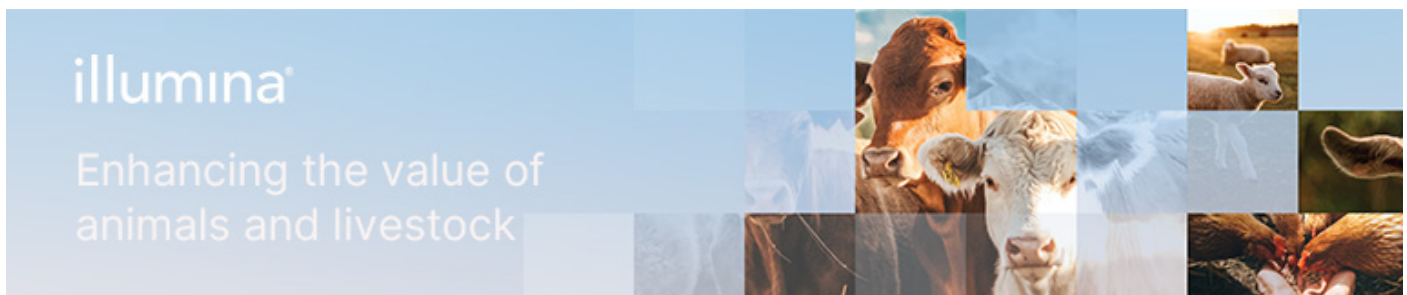 illumina®
Enhancing the value of
animals and livestock